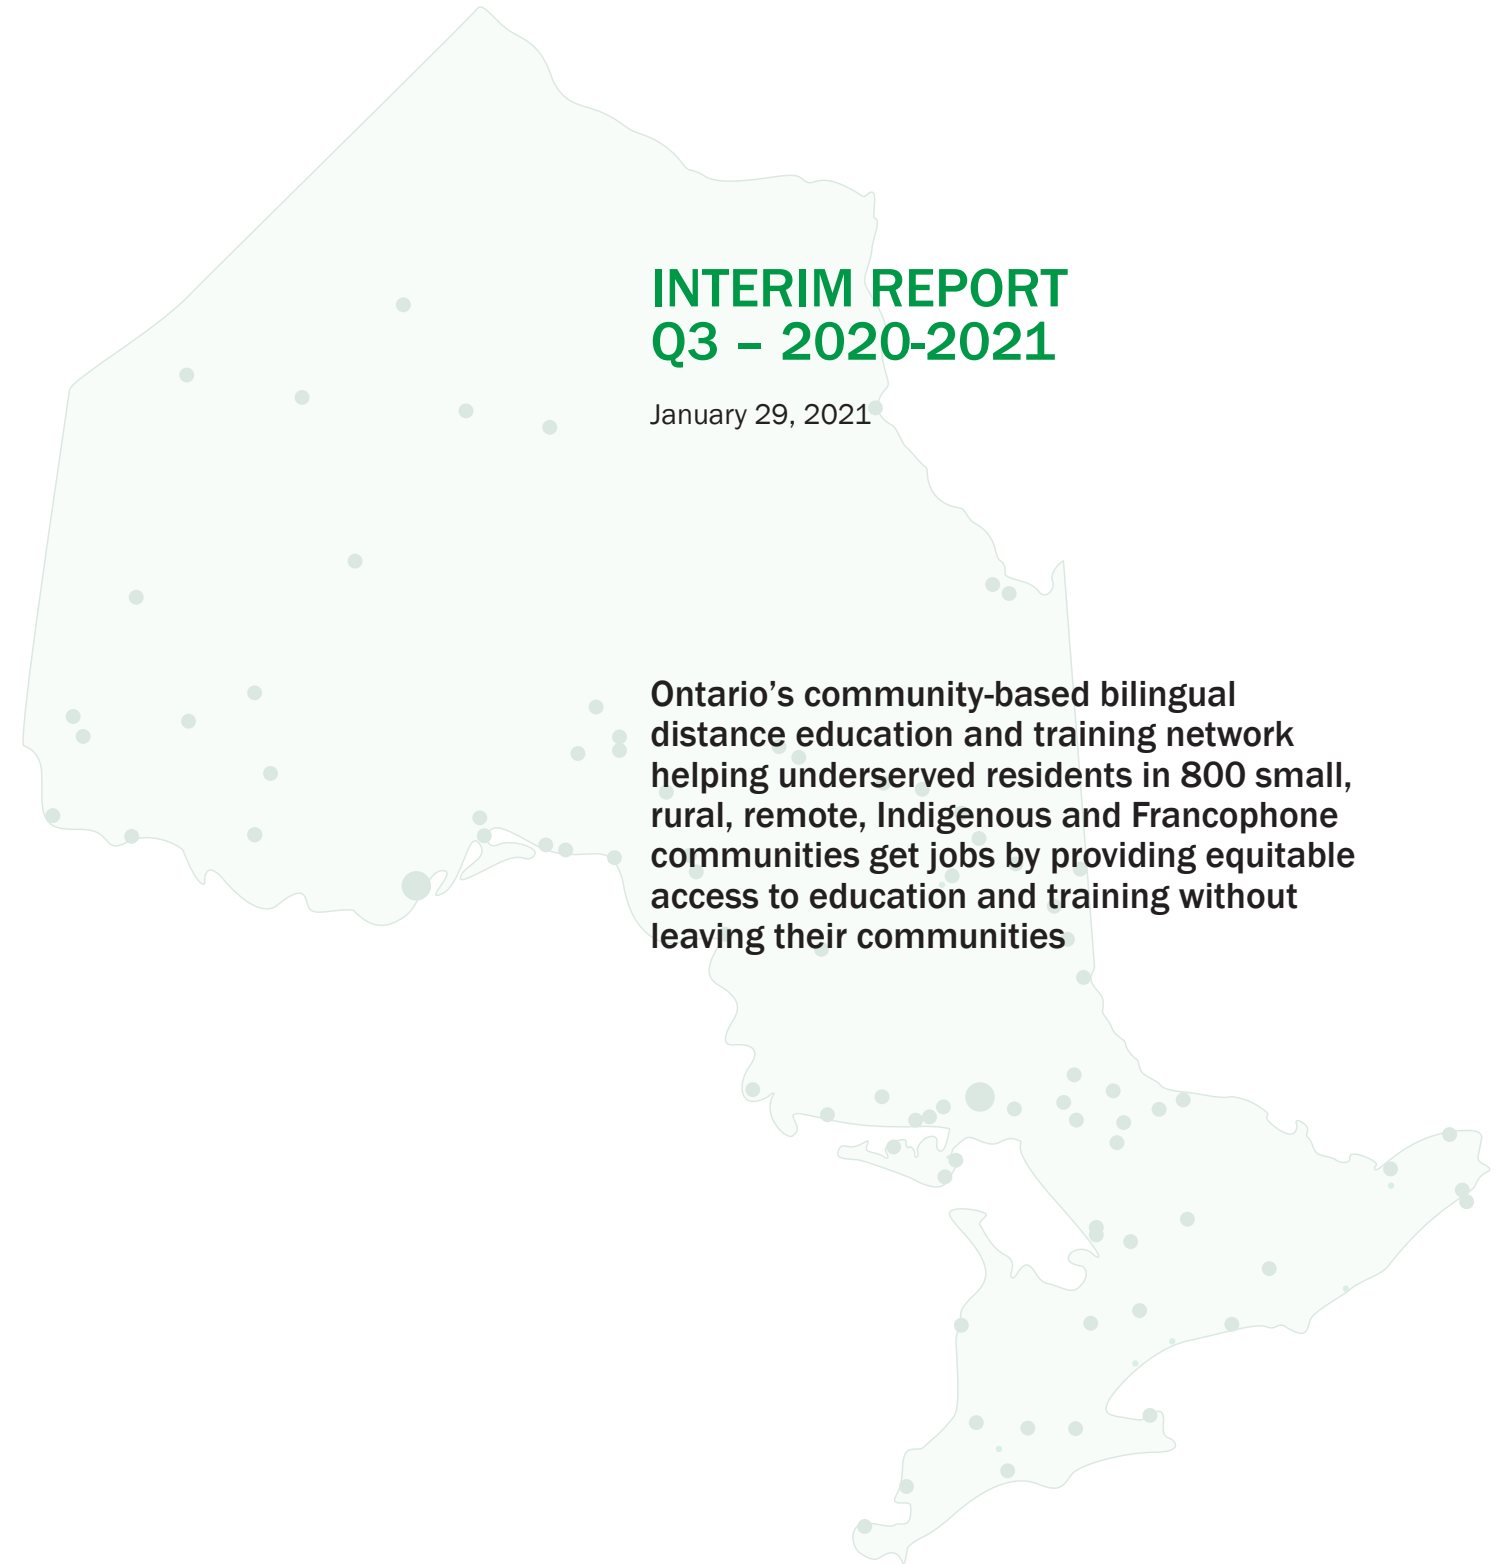 INTERIM REPORT
Q3 – 2020-2021
January 29, 2021
Ontario’s community-based bilingual
distance education and training network
helping underserved residents in 800 small,
rural, remote, Indigenous and Francophone
communities get jobs by providing equitable
access to education and training without
leaving their communities